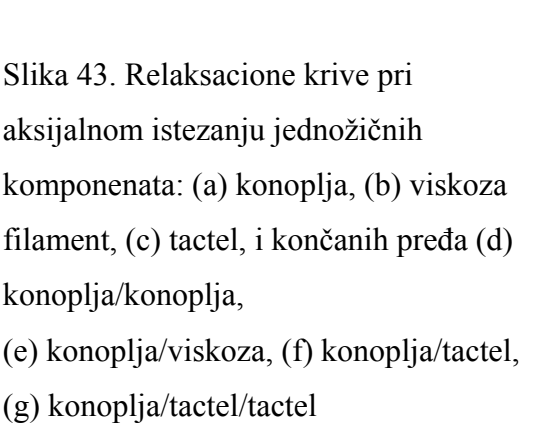 Slika 43. Relaksacione krive pri
aksijalnom istezanju jednožičnih
komponenata: (a) konoplja, (b) viskoza
filament, (c) tactel, i končanih pređa (d)
konoplja/konoplja,
(e) konoplja/viskoza, (f) konoplja/tactel,
(g) konoplja/tactel/tactel